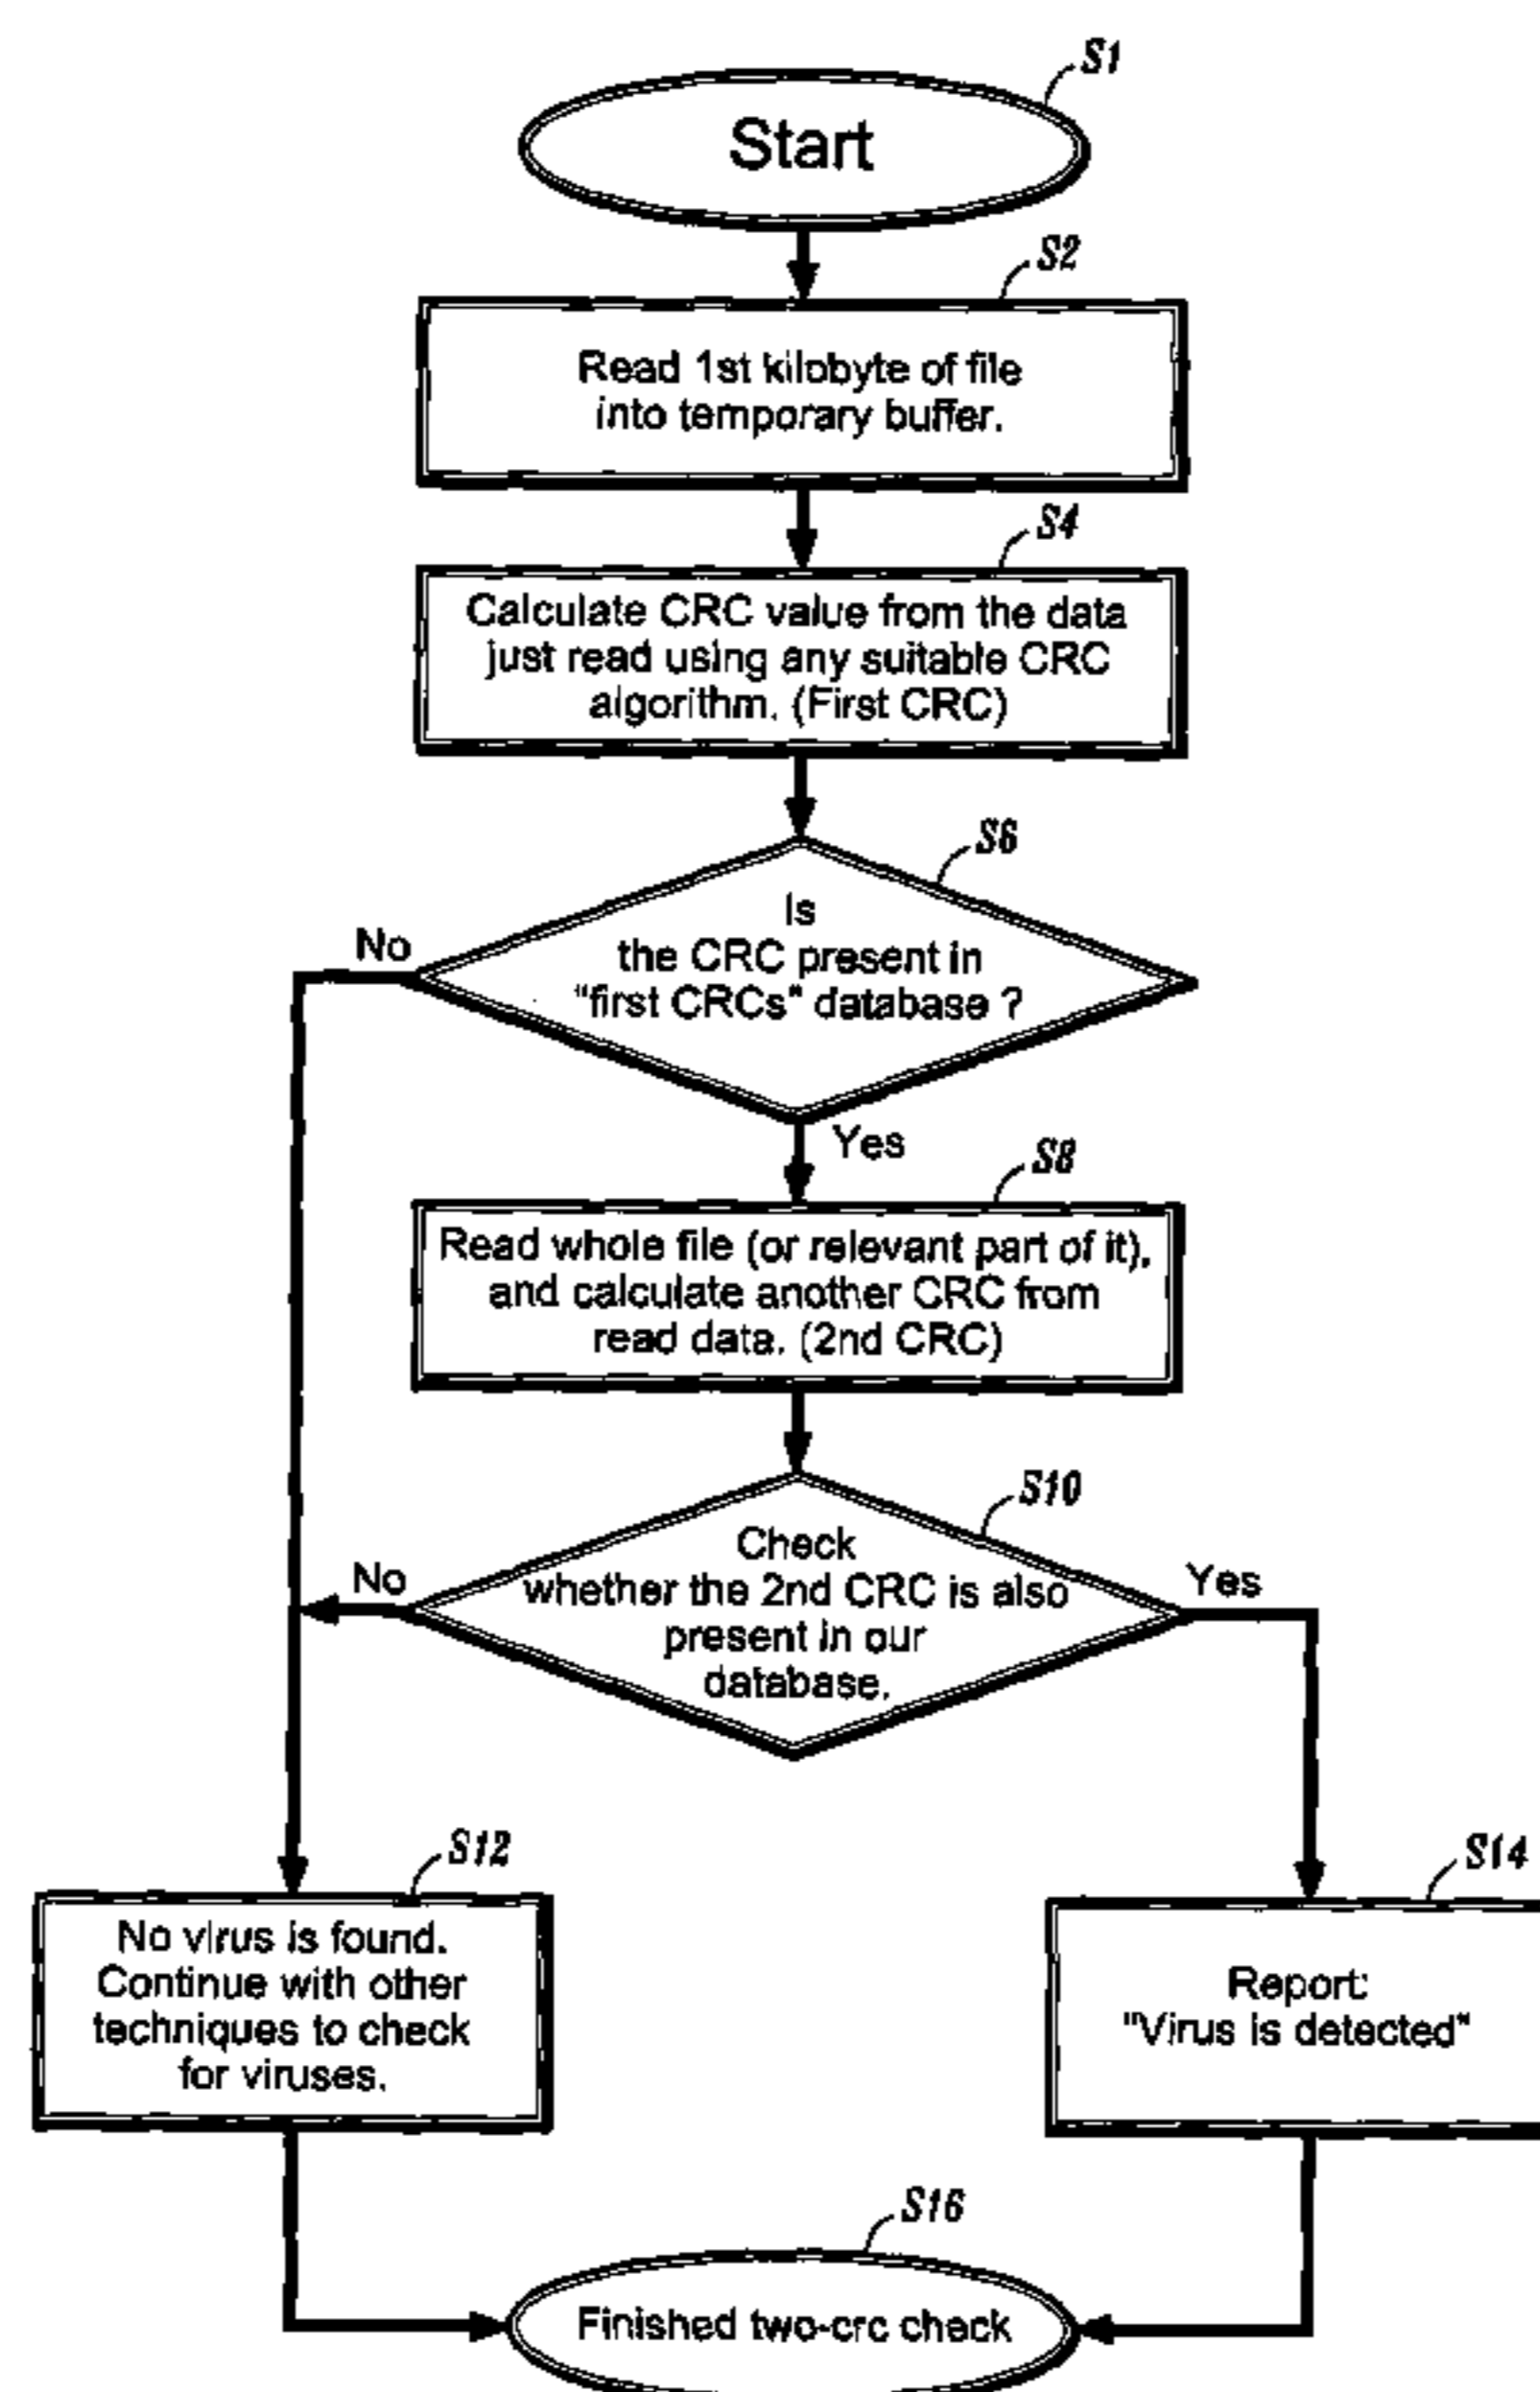 S1
Start
S2
Read 1st kilobyte of file
into temporary buffer.
S4
Calculate CRC value from the data
just read using any suitable CRC
algorithm. (First CRC)
S6
Is
the CRC present in
"first CRCs" database ?
No
Yes
S8
Read whole file (or relevant part of it),
and calculate another CRC from
read data. (2nd CRC)
S10
Check
whether the 2nd CRC is also
present in our
database.
No
Yes
S12
No virus is found.
Continue with other
techniques to check
for viruses.
S14
Report:
"Virus is detected"
S16
Finished two-crc check